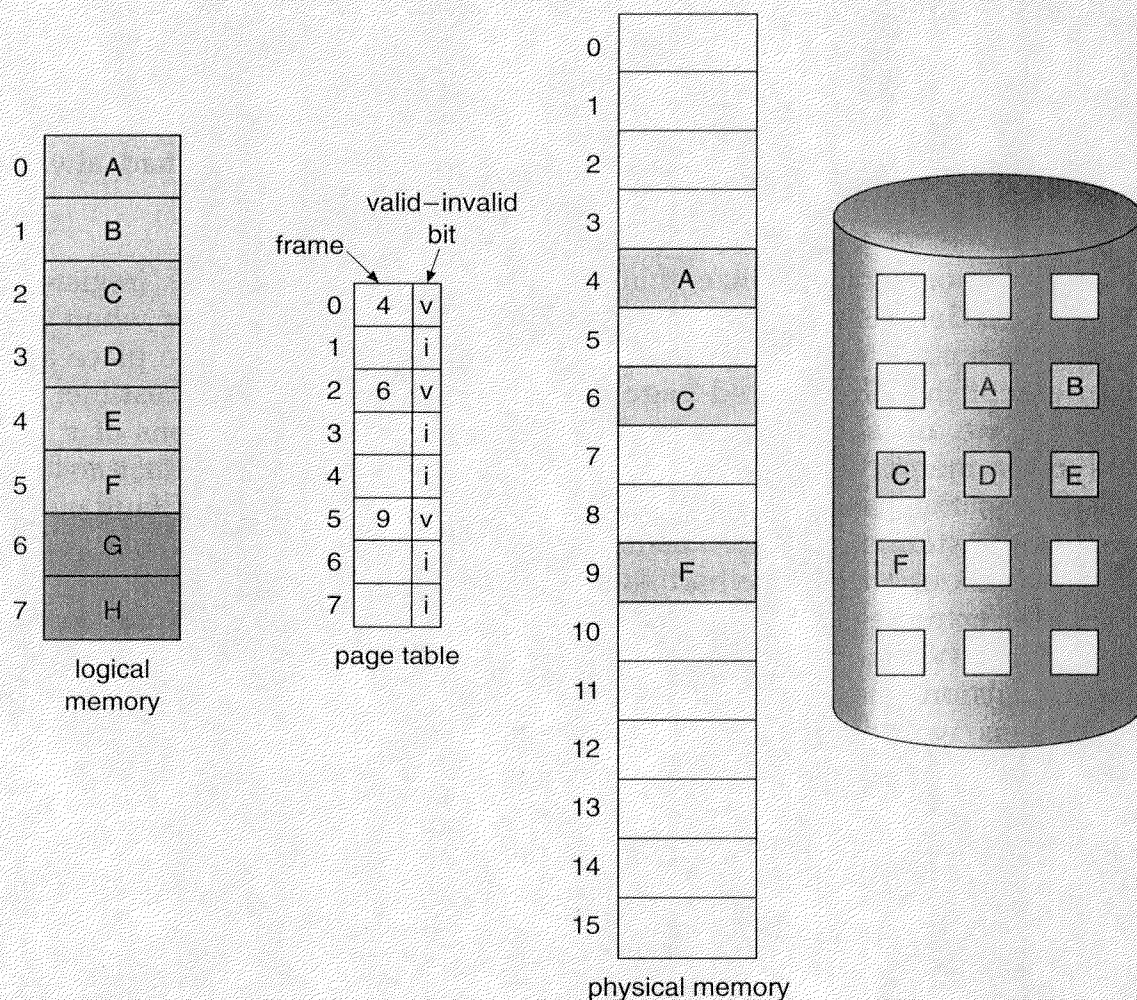 0 A
1 B
2 C
3 D
4 E
5 F
6 G
7 H
logical
memory
valid–invalid
bit
frame
0 4 v
1 i
2 6 v
3 i
4 i
5 9 v
6 i
7 i
page table
0
1
2
3
4 A
5
6 C
7
8
9 F
10
11
12
13
14
15
physical memory
A B
C D E
F